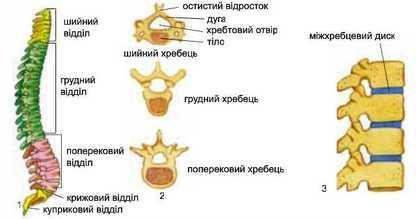 шийний
відділ
грудний
відділ
поперековий
відділ
крижовий відділ
куприковий відділ
1
остистий відросток
дуга
хребтовий отвір
тіло
шийний хребець
грудний хребець
поперековий хребець
2
міжхребцевий диск
3